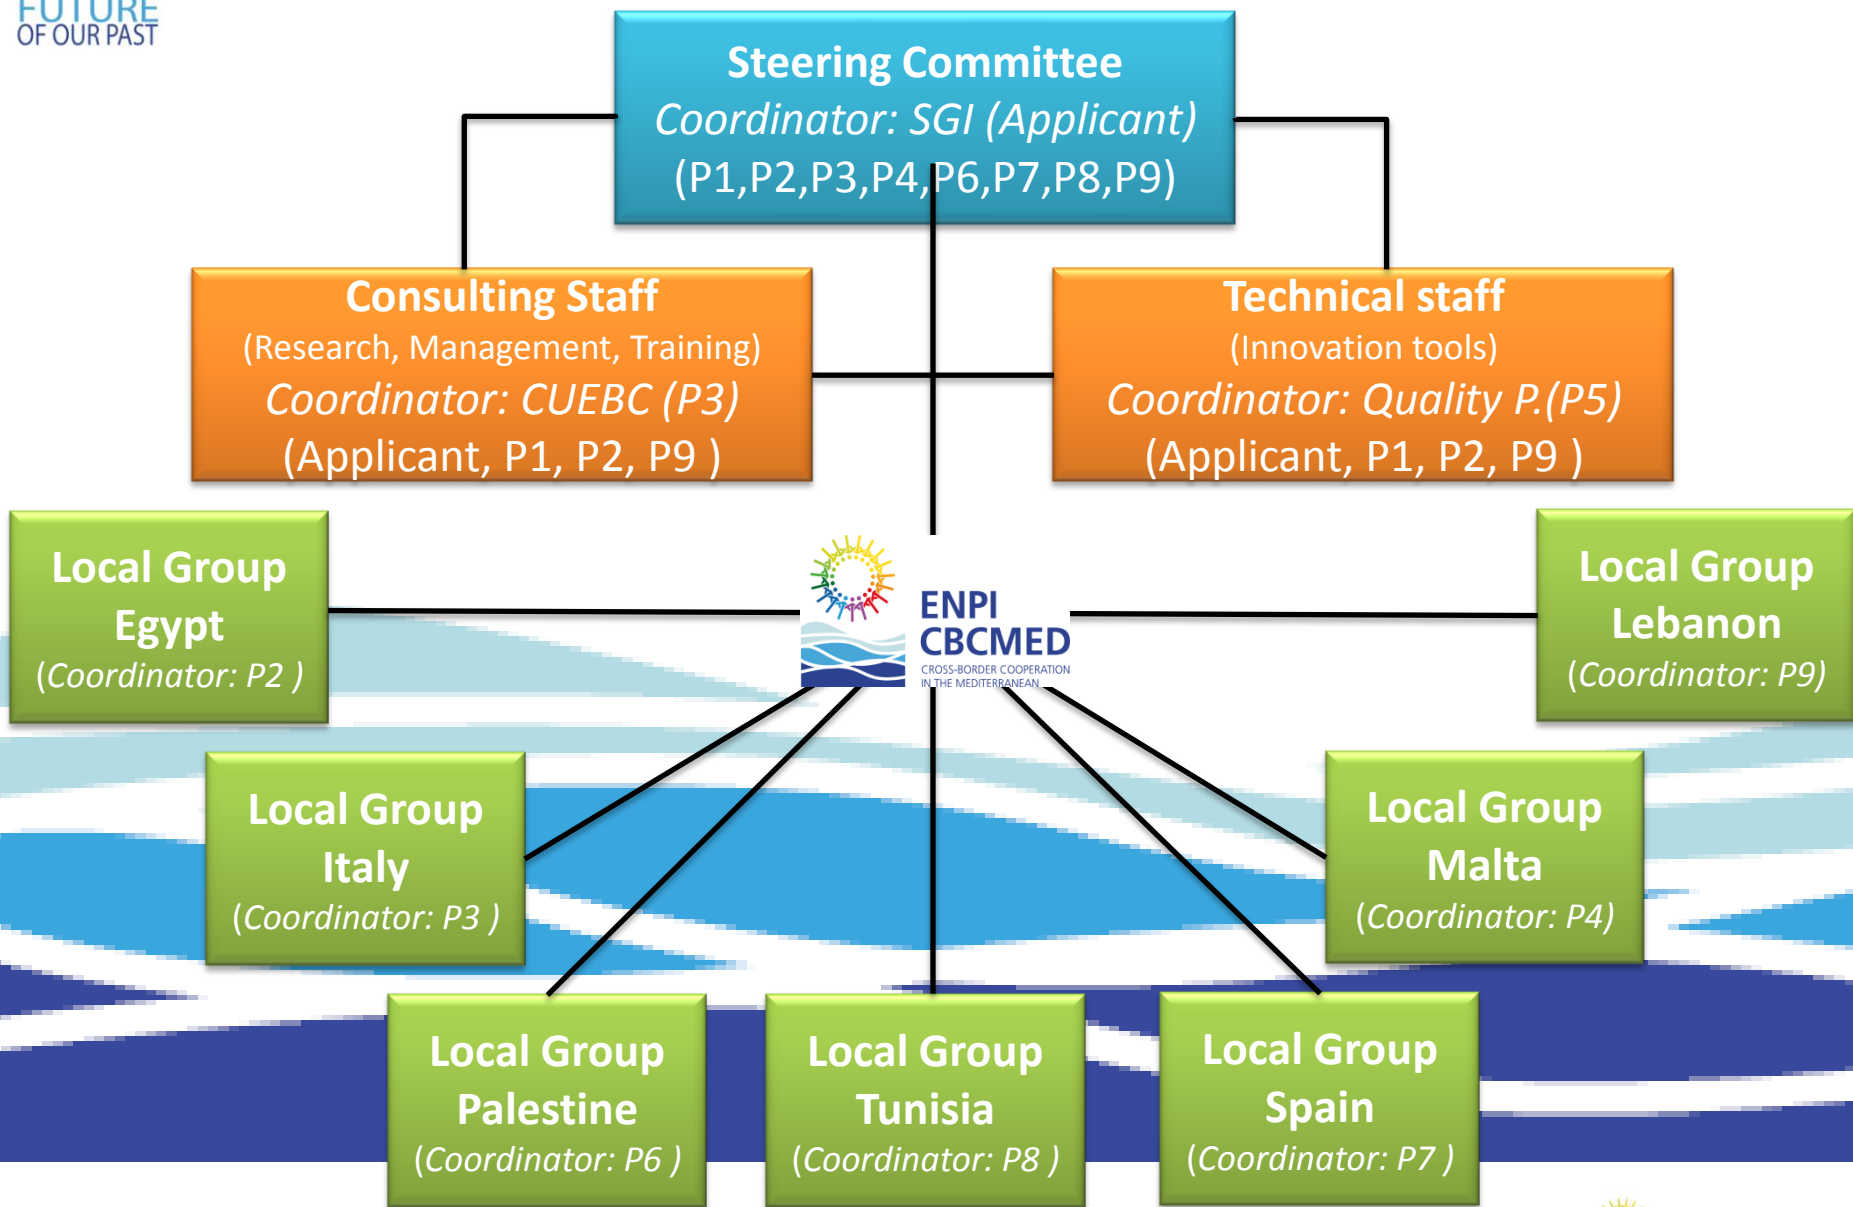 FUTURE
OF OUR PAST
Steering Committee
Coordinator: SGI (Applicant)
(P1,P2,P3,P4,P6,P7,P8,P9)
Consulting Staff
(Research, Management, Training)
Coordinator: CUEBC (P3)
(Applicant, P1, P2, P9 )
Technical staff
(Innovation tools)
Coordinator: Quality P.(P5)
(Applicant, P1, P2, P9 )
Local Group
Egypt
(Coordinator: P2 )
ENPI
CBCMED
CROSS-BORDER COOPERATION
IN THE MEDITERRANEAN
Local Group
Lebanon
(Coordinator: P9)
Local Group
Italy
(Coordinator: P3 )
Local Group
Malta
(Coordinator: P4)
Local Group
Palestine
(Coordinator: P6 )
Local Group
Tunisia
(Coordinator: P8 )
Local Group
Spain
(Coordinator: P7 )